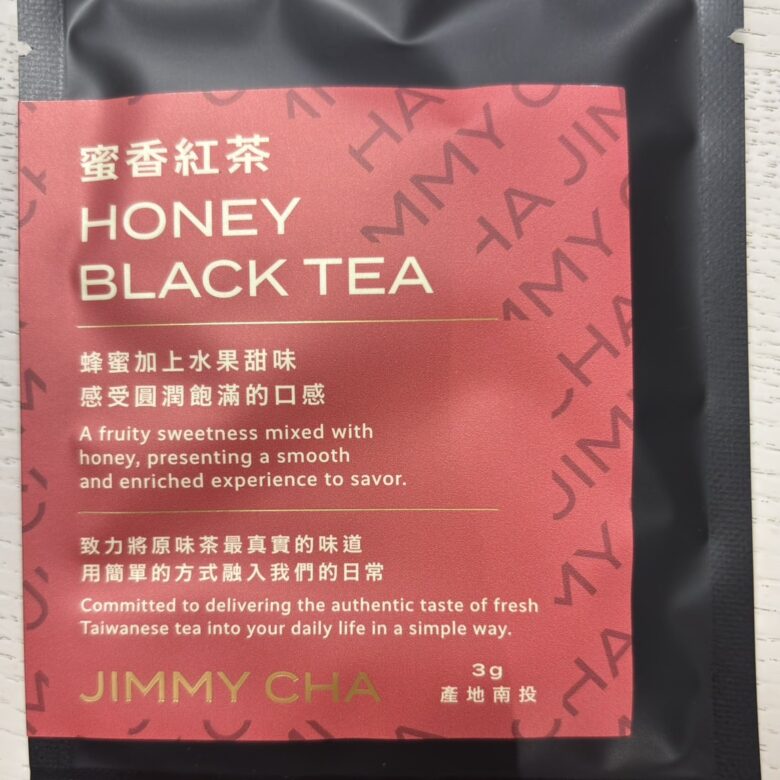 蜜香紅茶
HONEY
BLACK TEA
蜂蜜加上水果甜味
感受圓潤飽滿的口感
A fruity sweetness mixed with
honey, presenting a smooth
and enriched experience to savor.
致力將原味茶最真實的味道
用簡單的方式融入我們的日常
Committed to delivering the authentic taste of fresh
Taiwanese tea into your daily life in a simple way.
JIMMY CHA
3g
產地南投